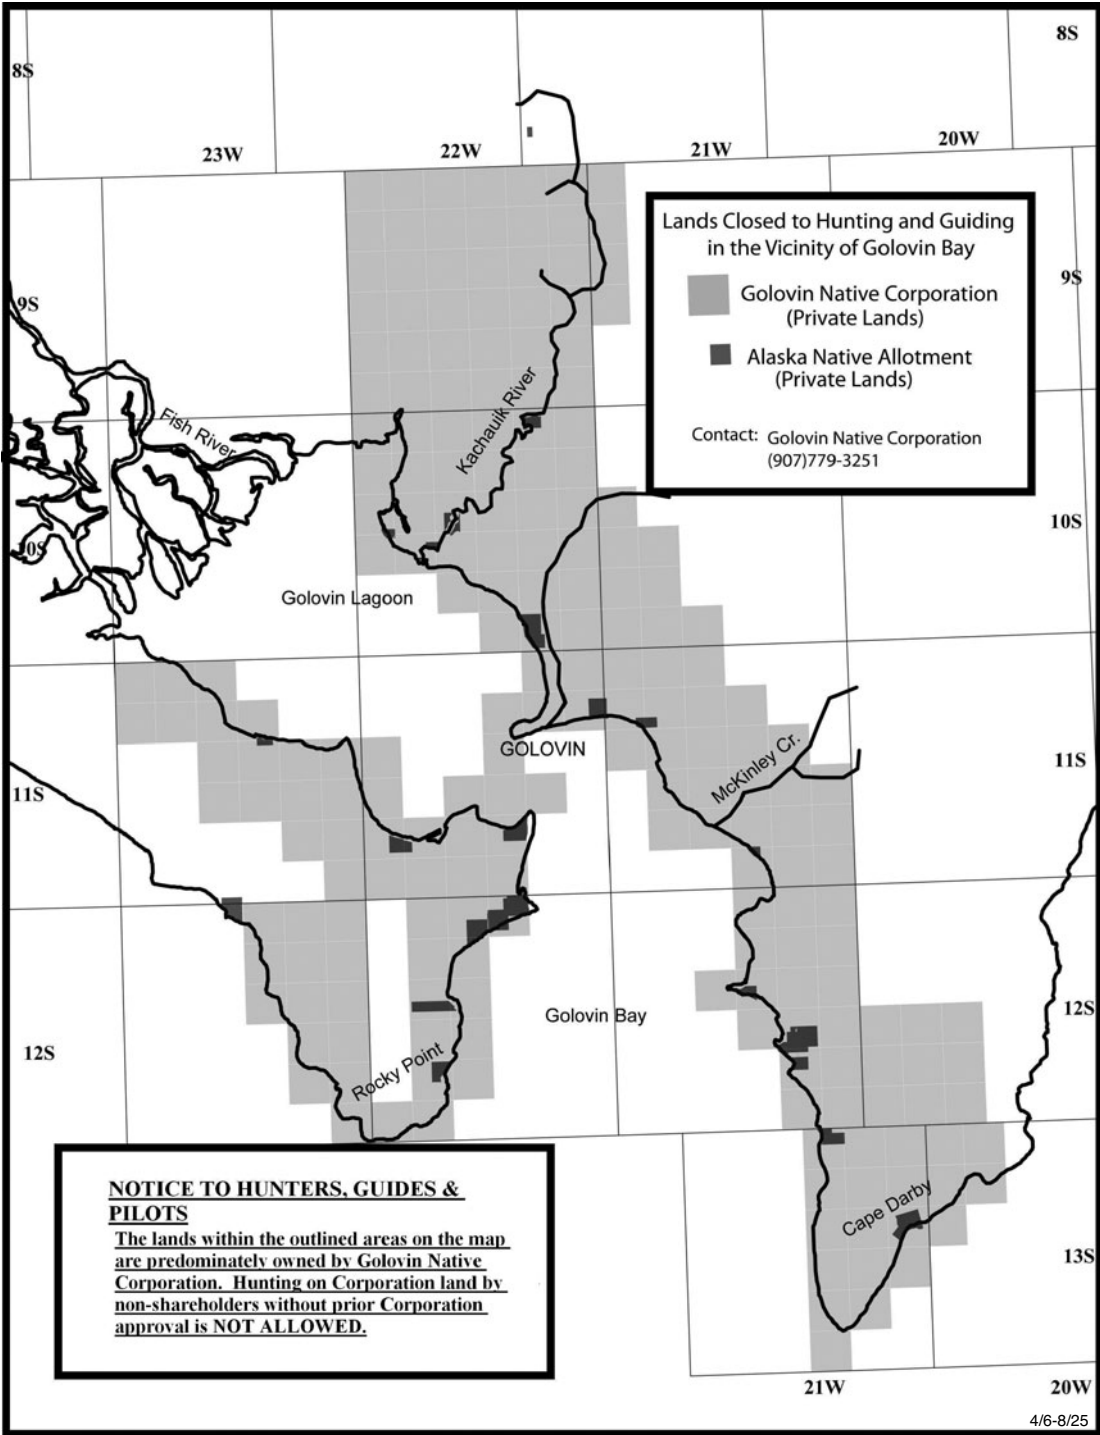 8S
8S
23W
22W
21W
20W
Lands Closed to Hunting and Guiding
in the Vicinity of Golovin Bay
Golovin Native Corporation
(Private Lands)
Alaska Native Allotment
(Private Lands)
Contact: Golovin Native Corporation
(907)779-3251
9S
9S
Fish River
Kachauik River
10S
10S
Golovin Lagoon
GOLOVIN
McKinley Cr.
11S
11S
Golovin Bay
12S
12S
Rocky Point
NOTICE TO HUNTERS, GUIDES &
PILOTS
The lands within the outlined areas on the map
are predominately owned by Golovin Native
Corporation. Hunting on Corporation land by
non-shareholders without prior Corporation
approval is NOT ALLOWED.
Cape Darby
13S
21W
20W
4/6-8/25